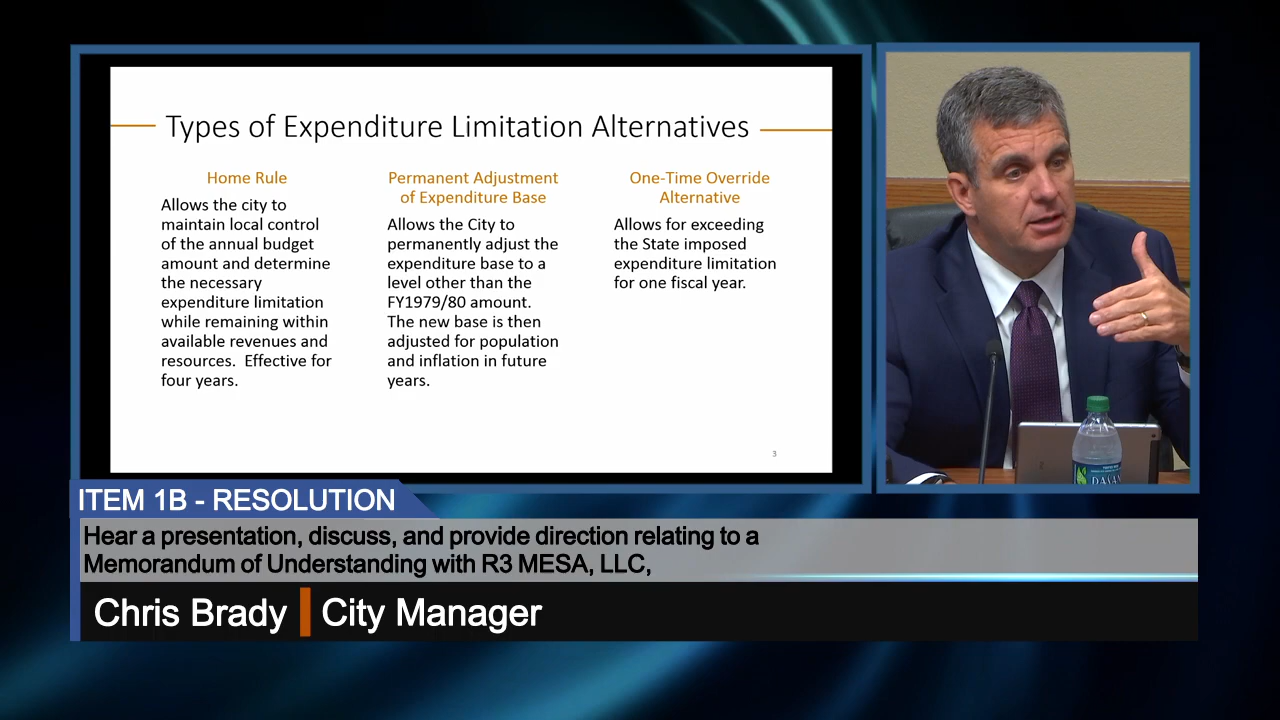 Types of Expenditure Limitation Alternatives
Home Rule
Allows the city to
maintain local control
of the annual budget
amount and determine
the necessary
expenditure limitation
while remaining within
available revenues and
resources.  Effective for
four years.
Permanent Adjustment
of Expenditure Base
Allows the City to
permanently adjust the
expenditure base to a
level other than the
FY1979/80 amount.
The new base is then
adjusted for population
and inflation in future
years.
One-Time Override
Alternative
Allows for exceeding
the State imposed
expenditure limitation
for one fiscal year.
3
DASANI
ITEM 1B - RESOLUTION
Hear a presentation, discuss, and provide direction relating to a
Memorandum of Understanding with R3 MESA, LLC,
Chris Brady City Manager